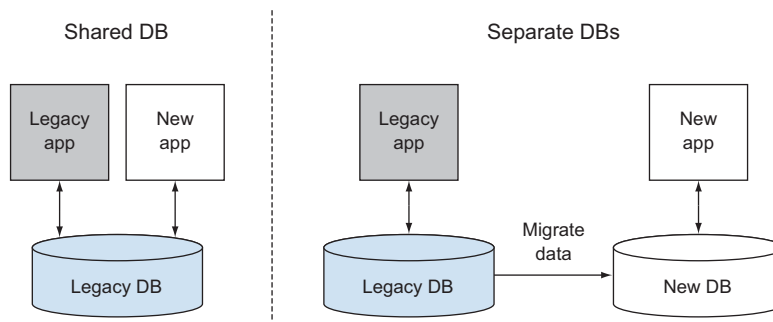 Shared DB
Separate DBs
Legacy
app
New
app
Legacy
app
New
app
Migrate
data
Legacy DB
Legacy DB
New DB